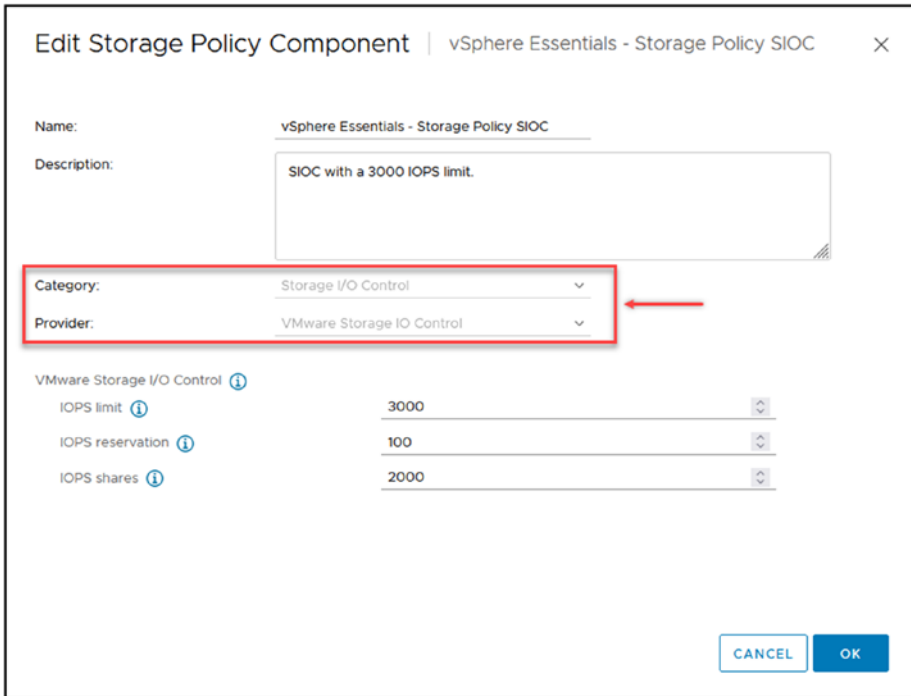 Edit Storage Policy Component | vSphere Essentials - Storage Policy SIOC
Name: vSphere Essentials - Storage Policy SIOC
Description: SIOC with a 3000 IOPS limit.
Category: Storage I/O Control
Provider: VMware Storage IO Control
VMware Storage I/O Control
IOPS limit 3000
IOPS reservation 100
IOPS shares 2000
CANCEL OK